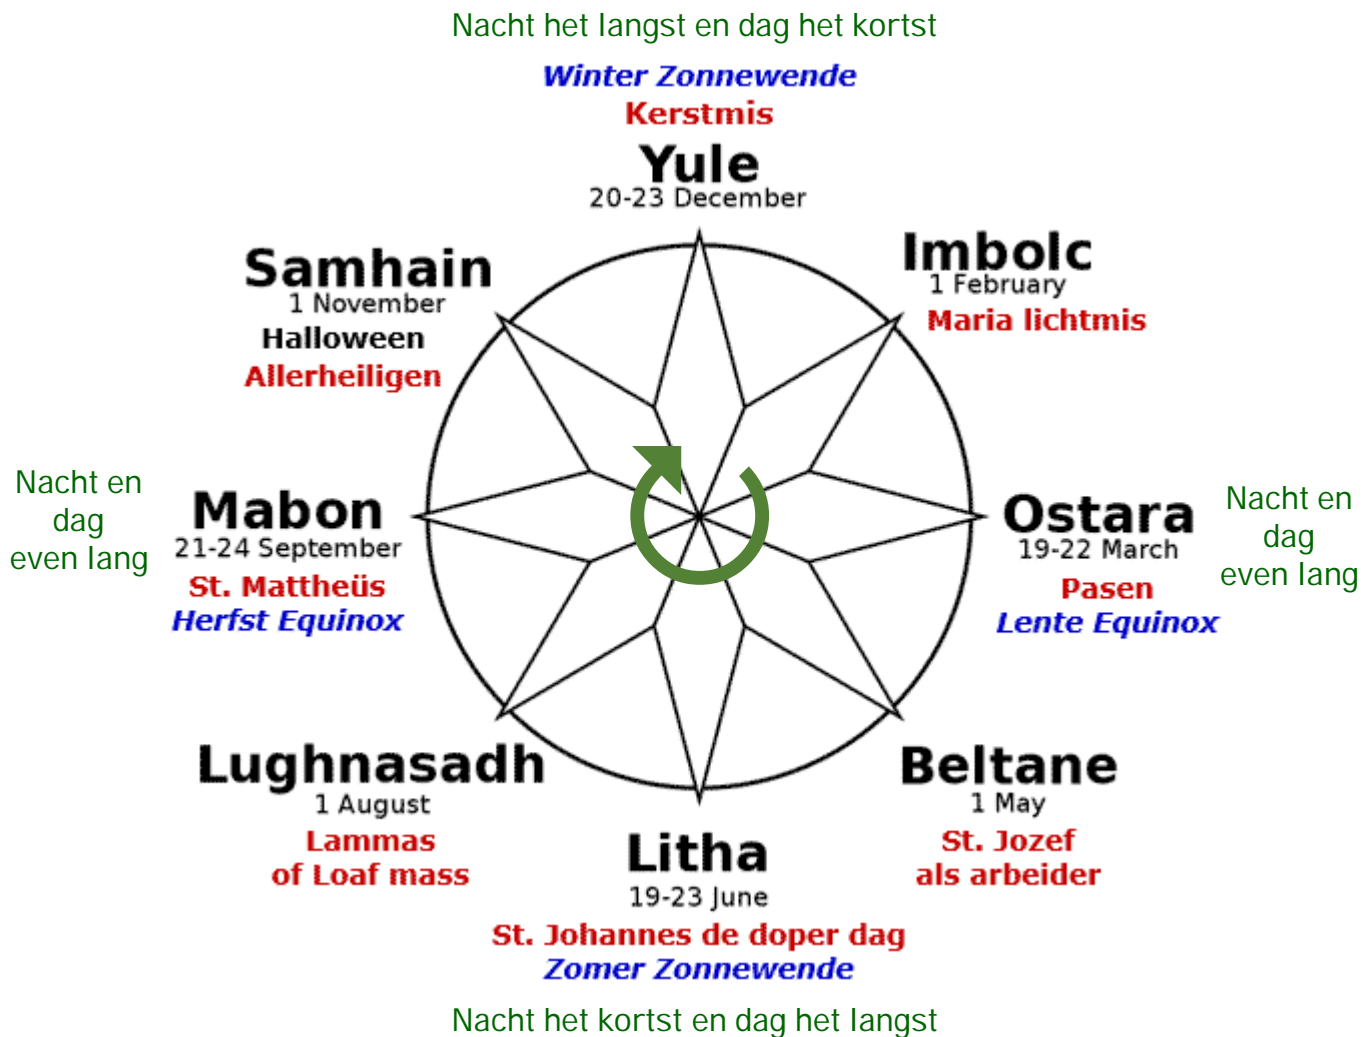 Nacht het langst en dag het kortst
Winter Zonnewende
Kerstmis
Yule
20-23 December
Imbolc
1 February
Maria lichtmis
Samhain
1 November
Halloween
Allerheiligen
Nacht en
dag
even lang
Mabon
21-24 September
St. Mattheüs
Herfst Equinox
Ostara
19-22 March
Pasen
Lente Equinox
Nacht en
dag
even lang
Lughnasadh
1 August
Lammas
of Loaf mass
Beltane
1 May
St. Jozef
als arbeider
Litha
19-23 June
St. Johannes de doper dag
Zomer Zonnewende
Nacht het kortst en dag het langst